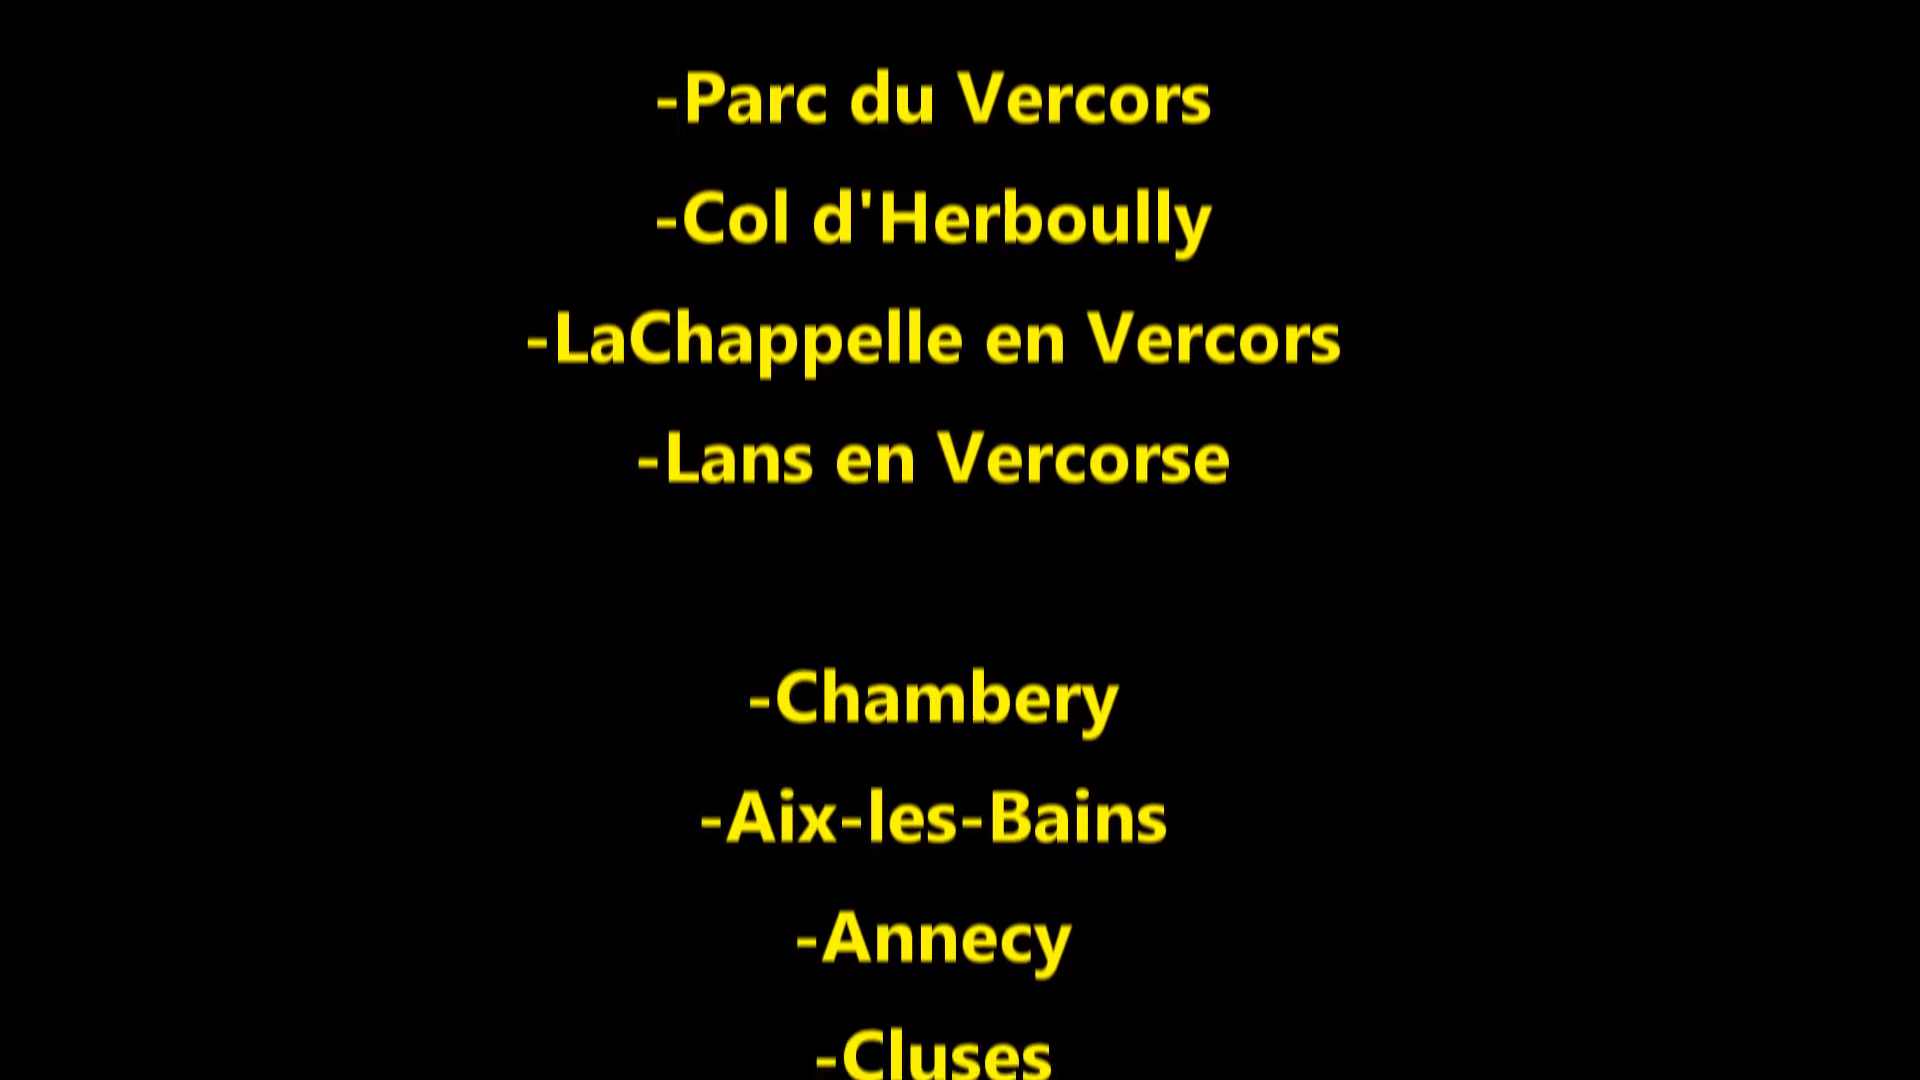 -Parc du Vercors
-Col d'Herboully
-LaChappelle en Vercors
-Lans en Vercorse
-Chambery
-Aix-les-Bains
-Annecy
-Cluses